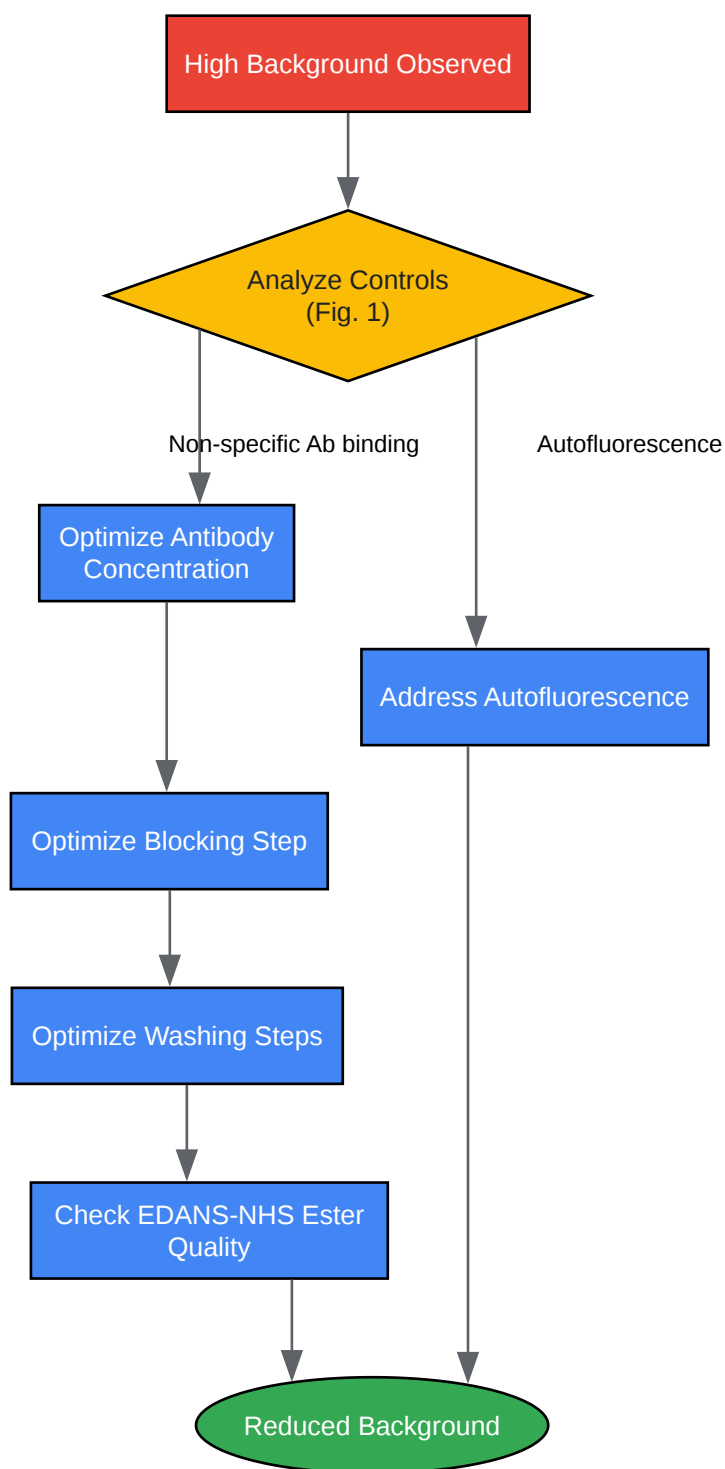 High Background Observed
Analyze Controls
(Fig. 1)
Non-specific Ab binding
Autofluorescence
Optimize Antibody
Concentration
Address Autofluorescence
Optimize Blocking Step
Optimize Washing Steps
Check EDANS-NHS Ester
Quality
Reduced Background